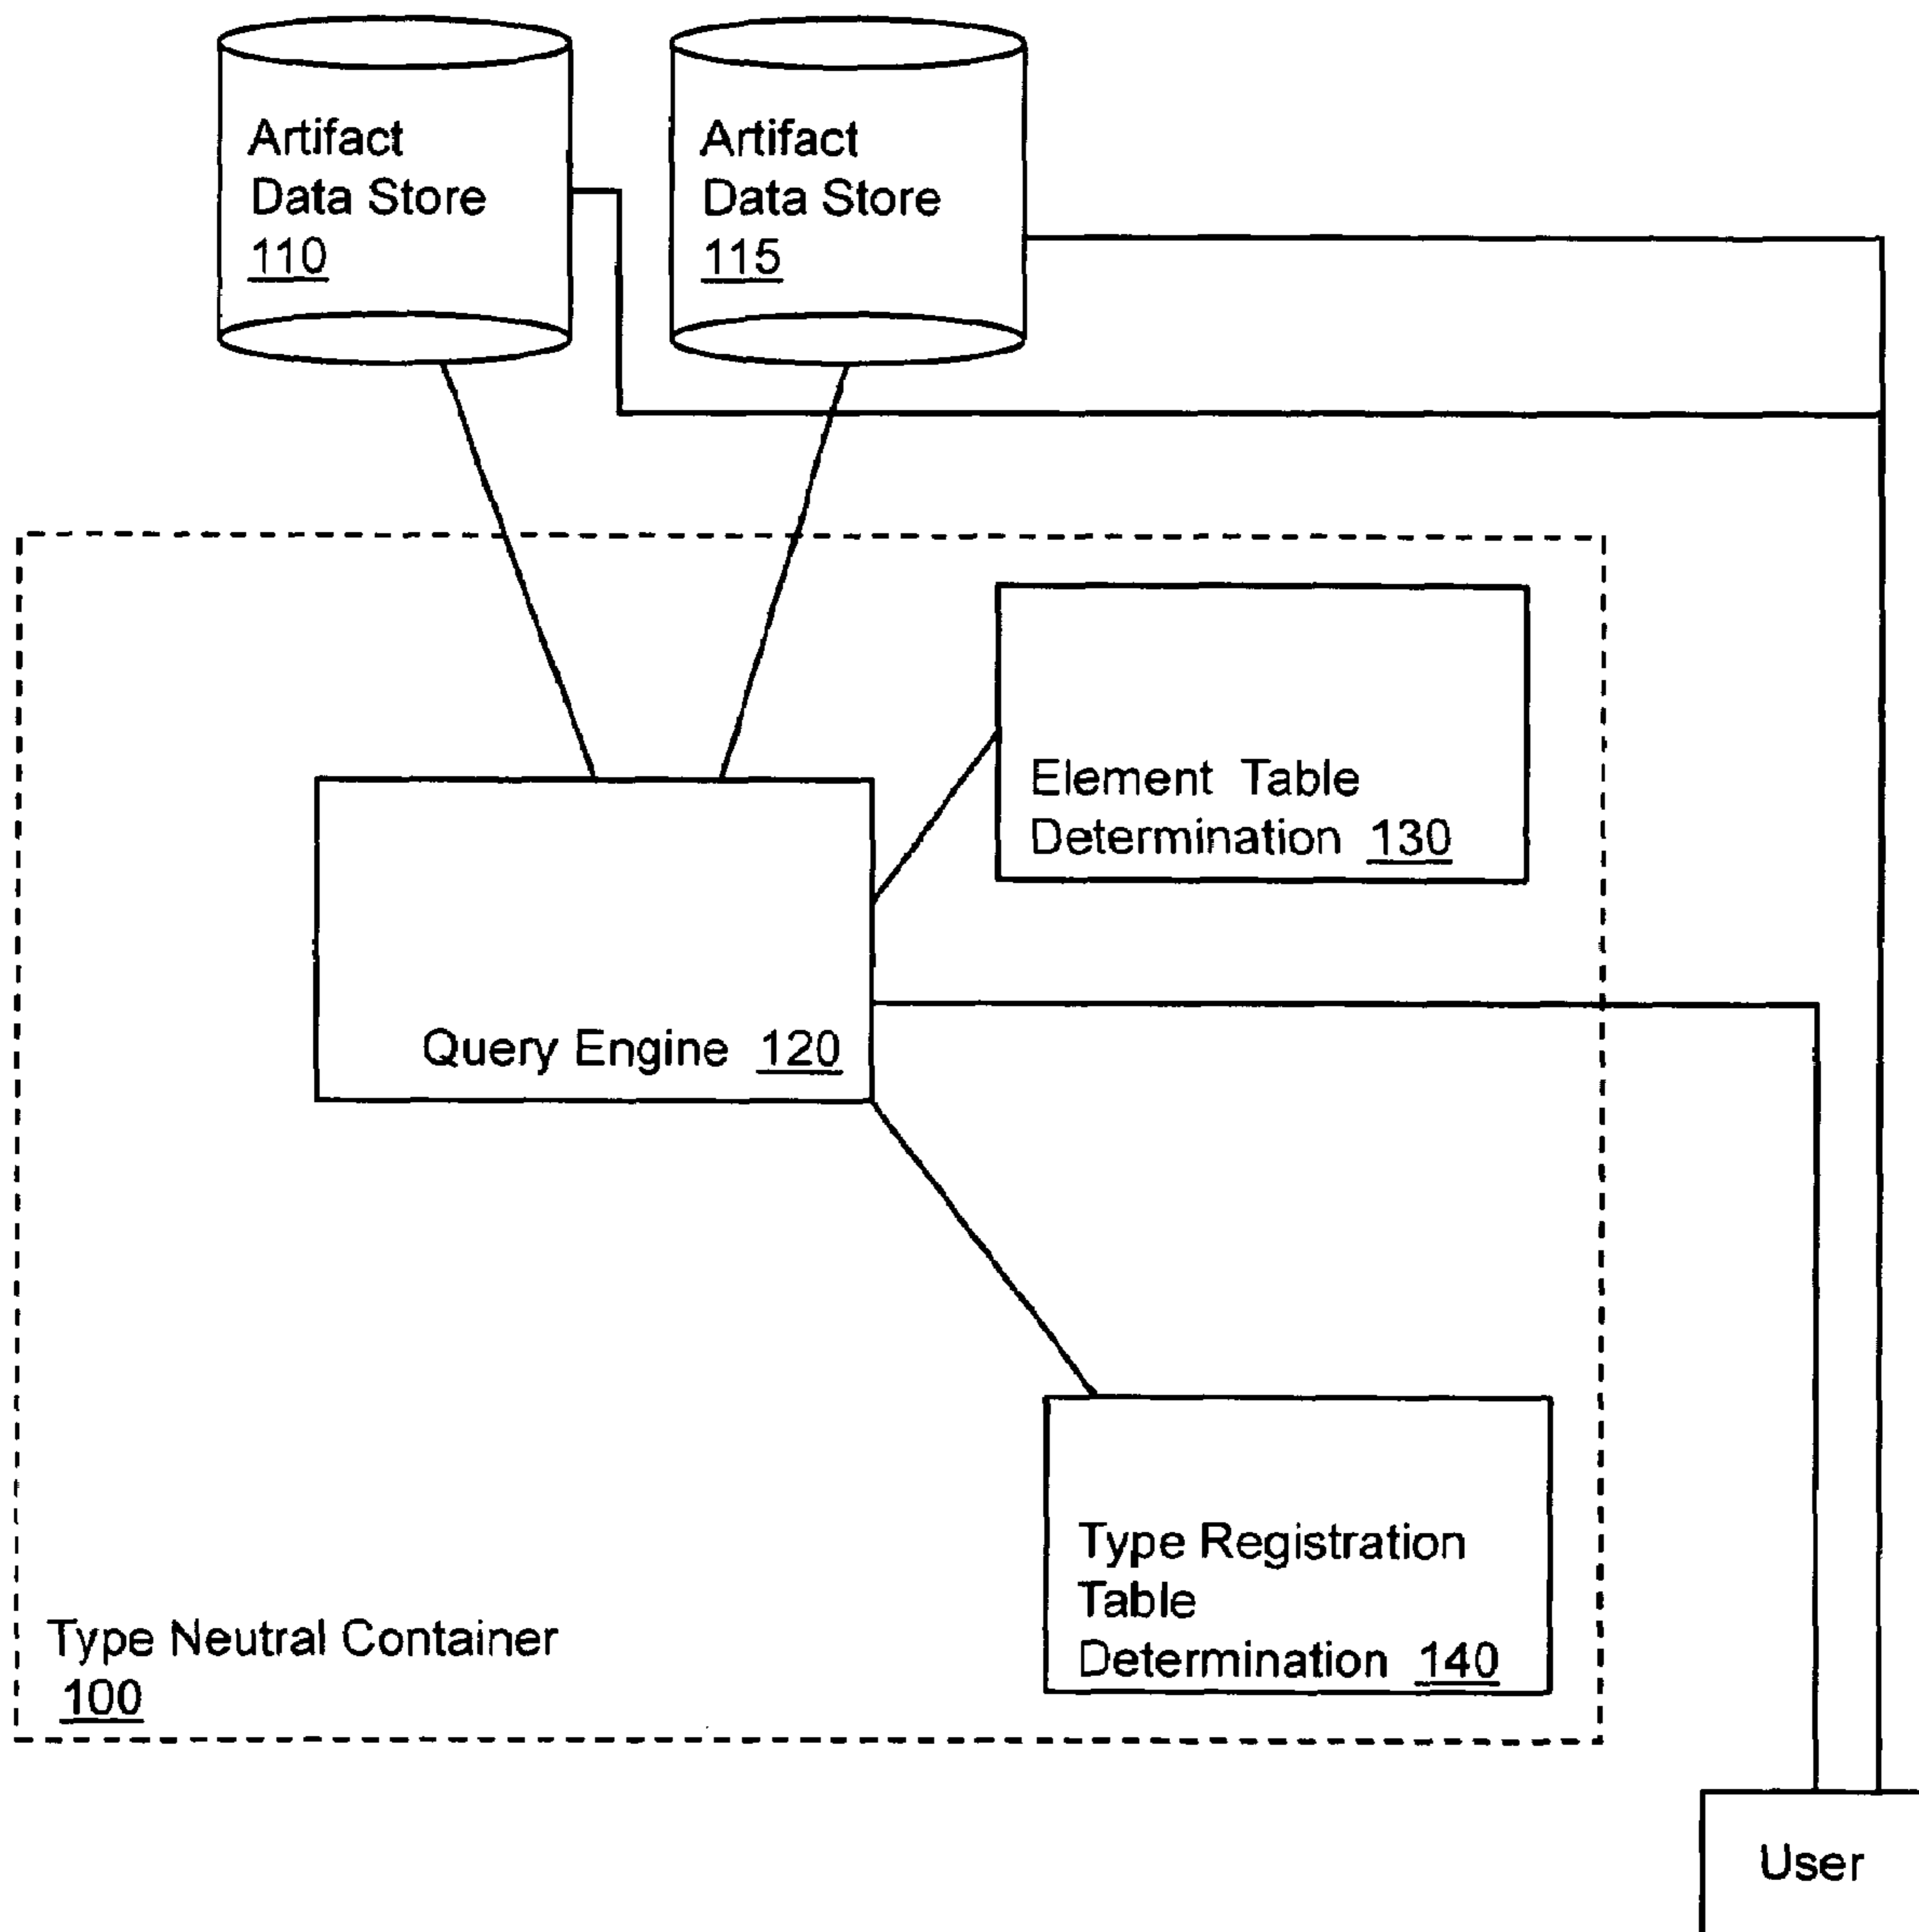 Artifact
Data Store
110
Artifact
Data Store
115
Element Table
Determination 130
Query Engine 120
Type Registration
Table
Determination 140
Type Neutral Container
100
User